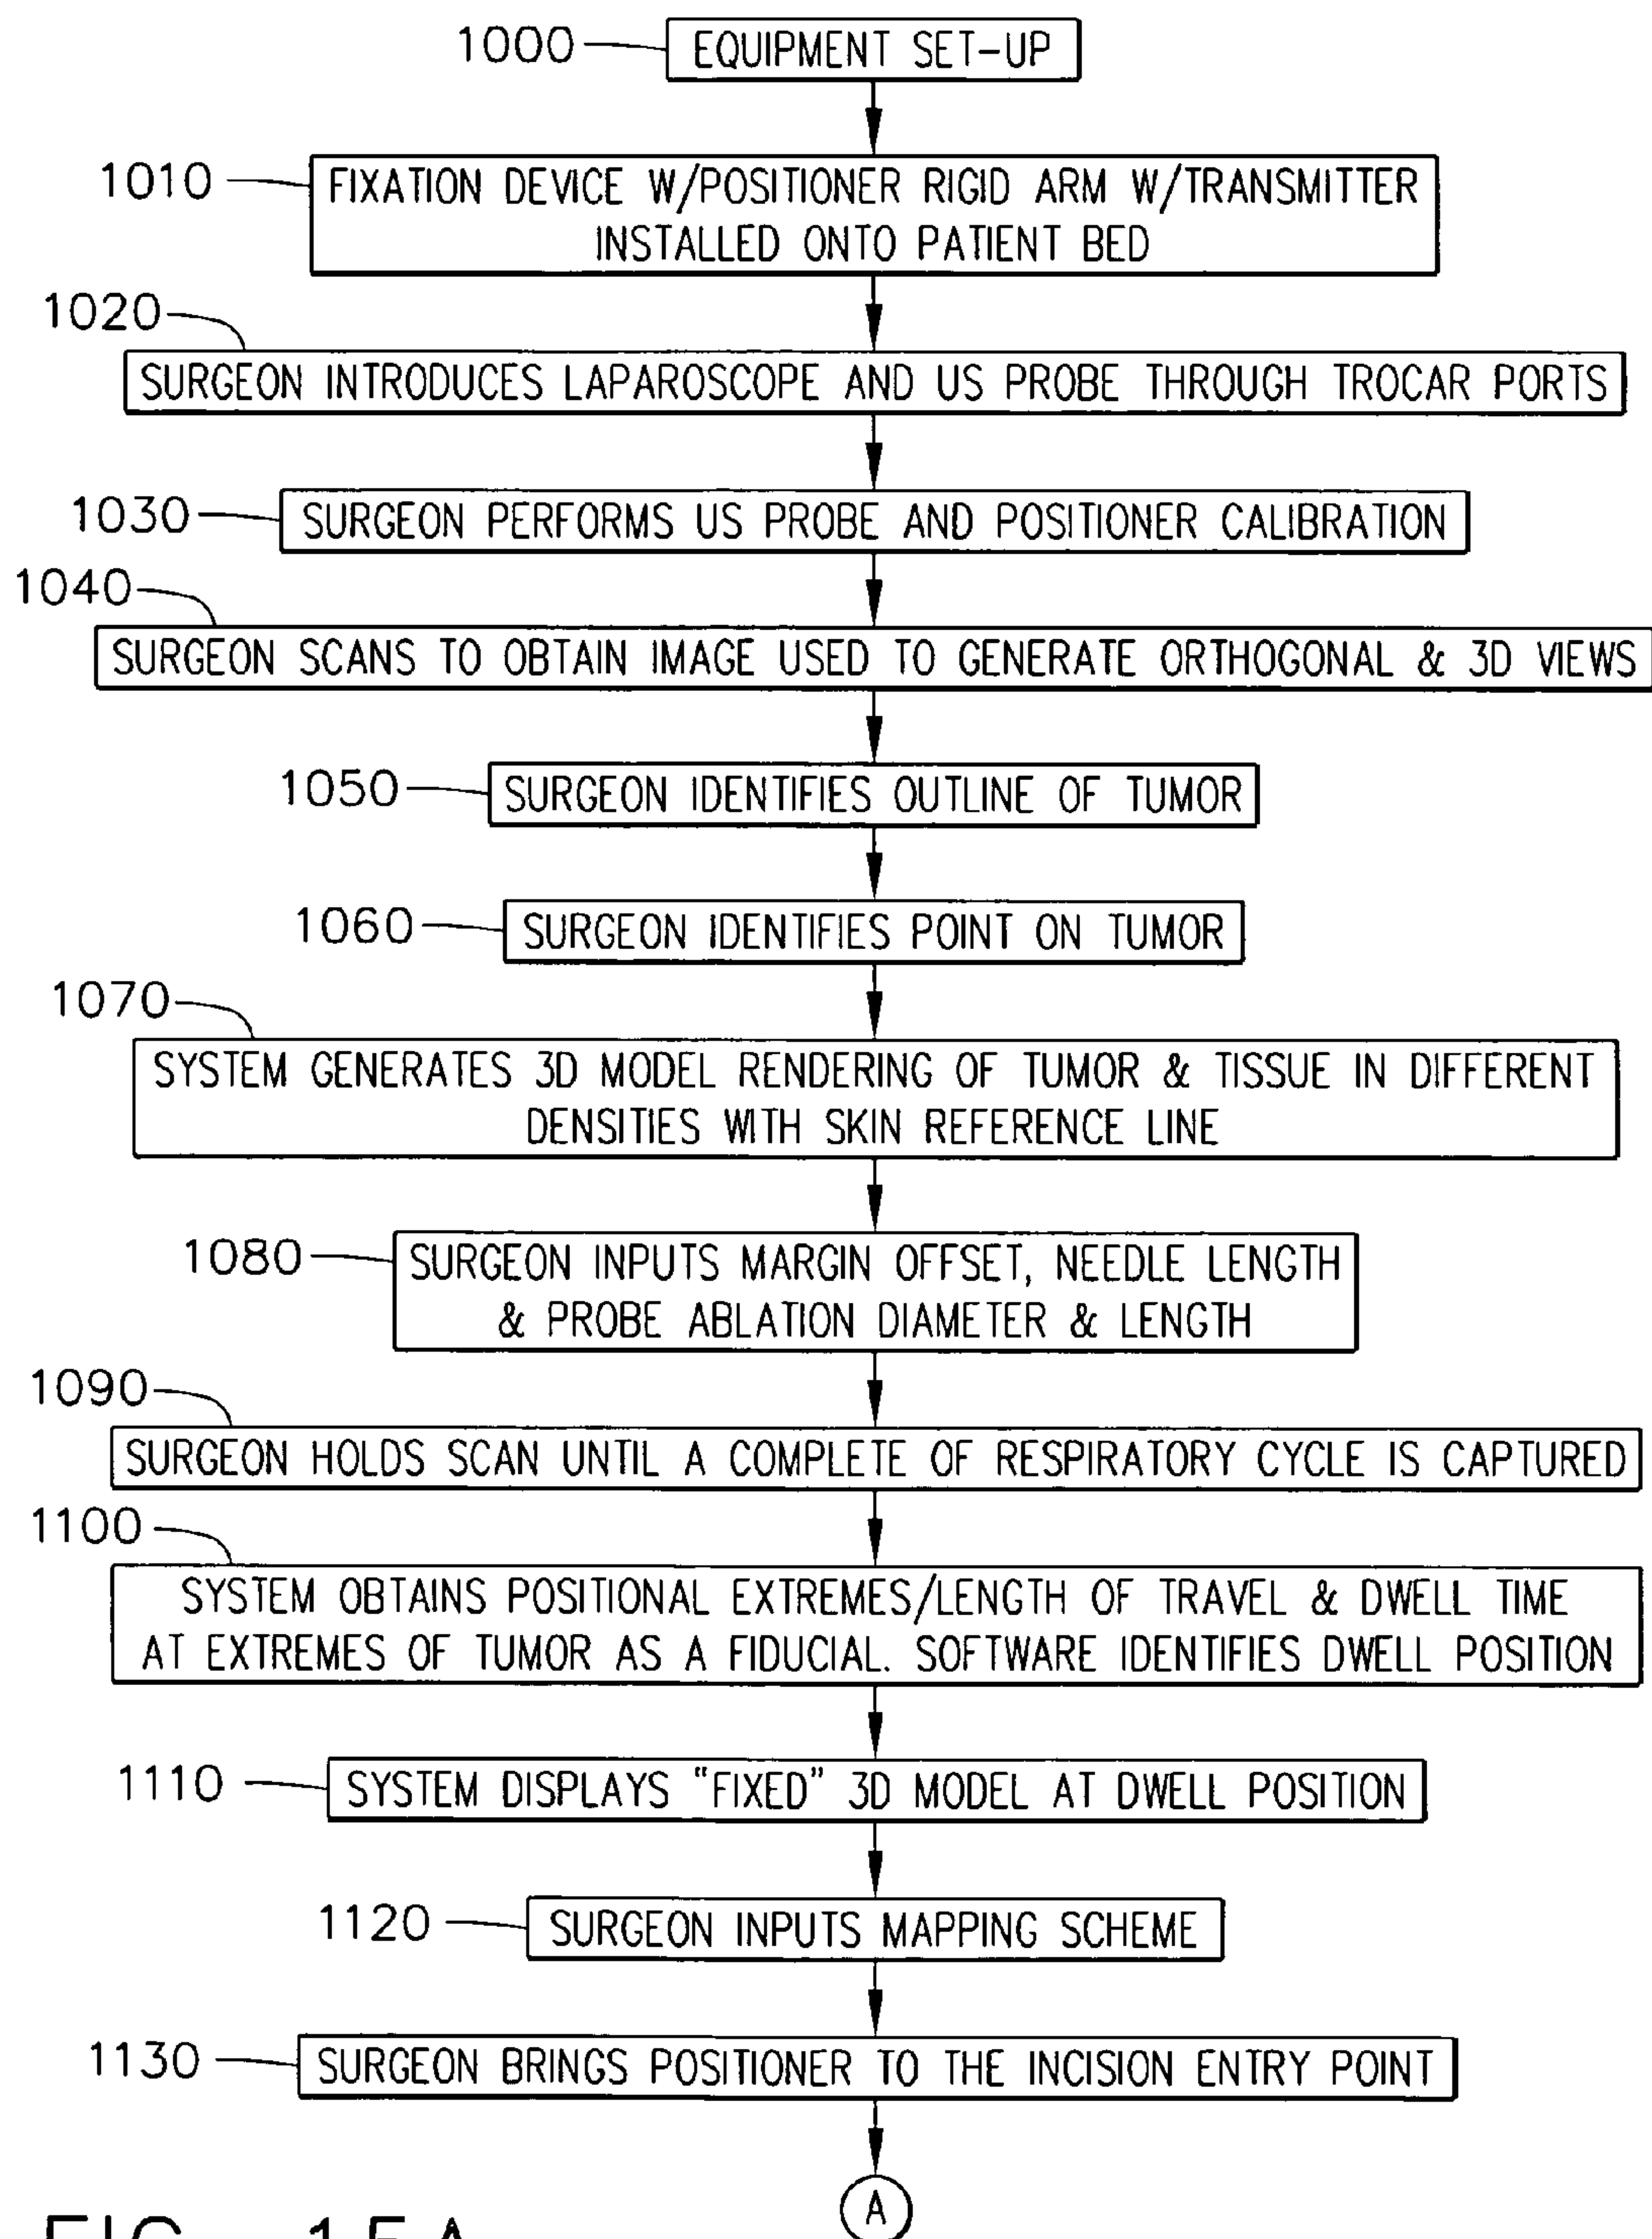 1000 EQUIPMENT SET-UP
1010 FIXATION DEVICE W/POSITIONER RIGID ARM W/TRANSMITTER
INSTALLED ONTO PATIENT BED
1020
SURGEON INTRODUCES LAPAROSCOPE AND US PROBE THROUGH TROCAR PORTS
1030 SURGEON PERFORMS US PROBE AND POSITIONER CALIBRATION
1040
SURGEON SCANS TO OBTAIN IMAGE USED TO GENERATE ORTHOGONAL & 3D VIEWS
1050 SURGEON IDENTIFIES OUTLINE OF TUMOR
1060 SURGEON IDENTIFIES POINT ON TUMOR
1070
SYSTEM GENERATES 3D MODEL RENDERING OF TUMOR & TISSUE IN DIFFERENT
DENSITIES WITH SKIN REFERENCE LINE
1080 SURGEON INPUTS MARGIN OFFSET, NEEDLE LENGTH
& PROBE ABLATION DIAMETER & LENGTH
1090
SURGEON HOLDS SCAN UNTIL A COMPLETE OF RESPIRATORY CYCLE IS CAPTURED
1100
SYSTEM OBTAINS POSITIONAL EXTREMES/LENGTH OF TRAVEL & DWELL TIME
AT EXTREMES OF TUMOR AS A FIDUCIAL. SOFTWARE IDENTIFIES DWELL POSITION
1110 SYSTEM DISPLAYS "FIXED" 3D MODEL AT DWELL POSITION
1120 SURGEON INPUTS MAPPING SCHEME
1130 SURGEON BRINGS POSITIONER TO THE INCISION ENTRY POINT
A
FIG. 15A